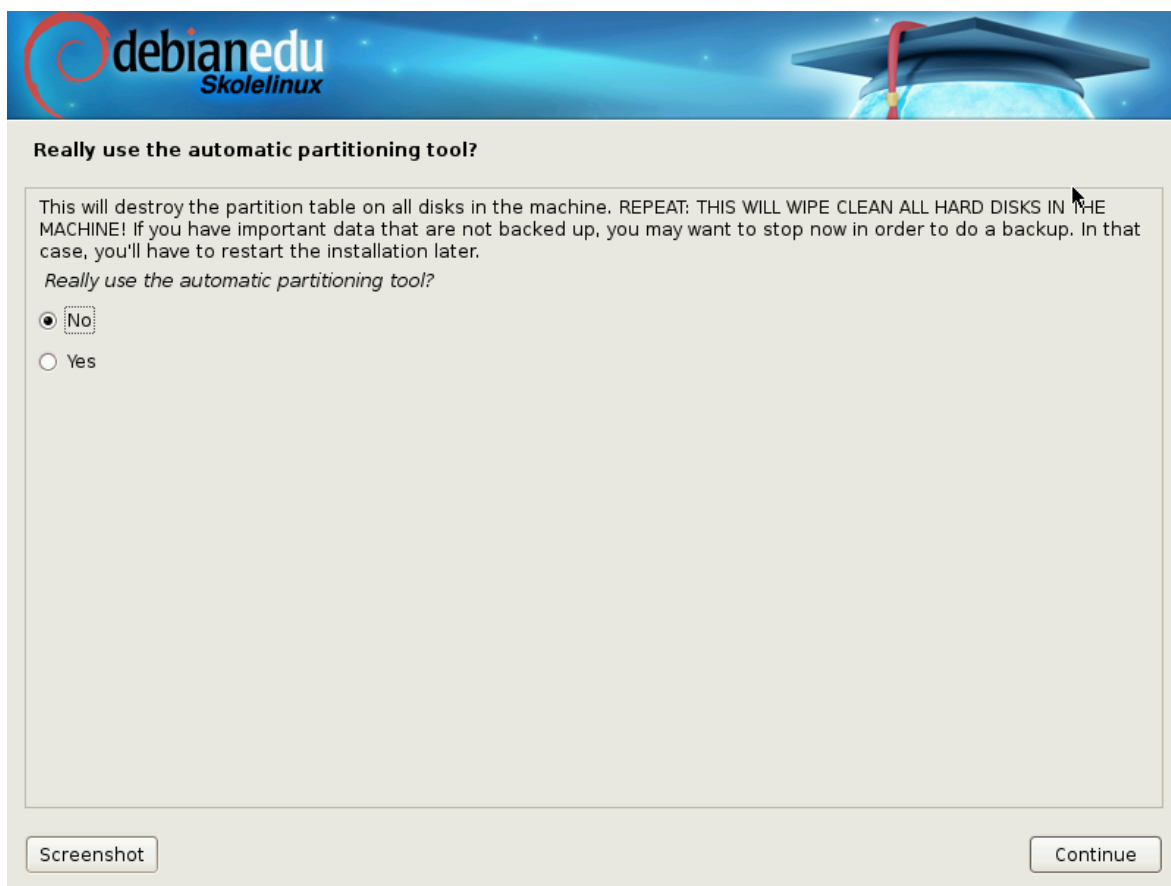 debianedu
Skolelinux
Really use the automatic partitioning tool?
This will destroy the partition table on all disks in the machine. REPEAT: THIS WILL WIPE CLEAN ALL HARD DISKS IN THE
MACHINE! If you have important data that are not backed up, you may want to stop now in order to do a backup. In that
case, you'll have to restart the installation later.
Really use the automatic partitioning tool?
No
Yes
Screenshot
Continue